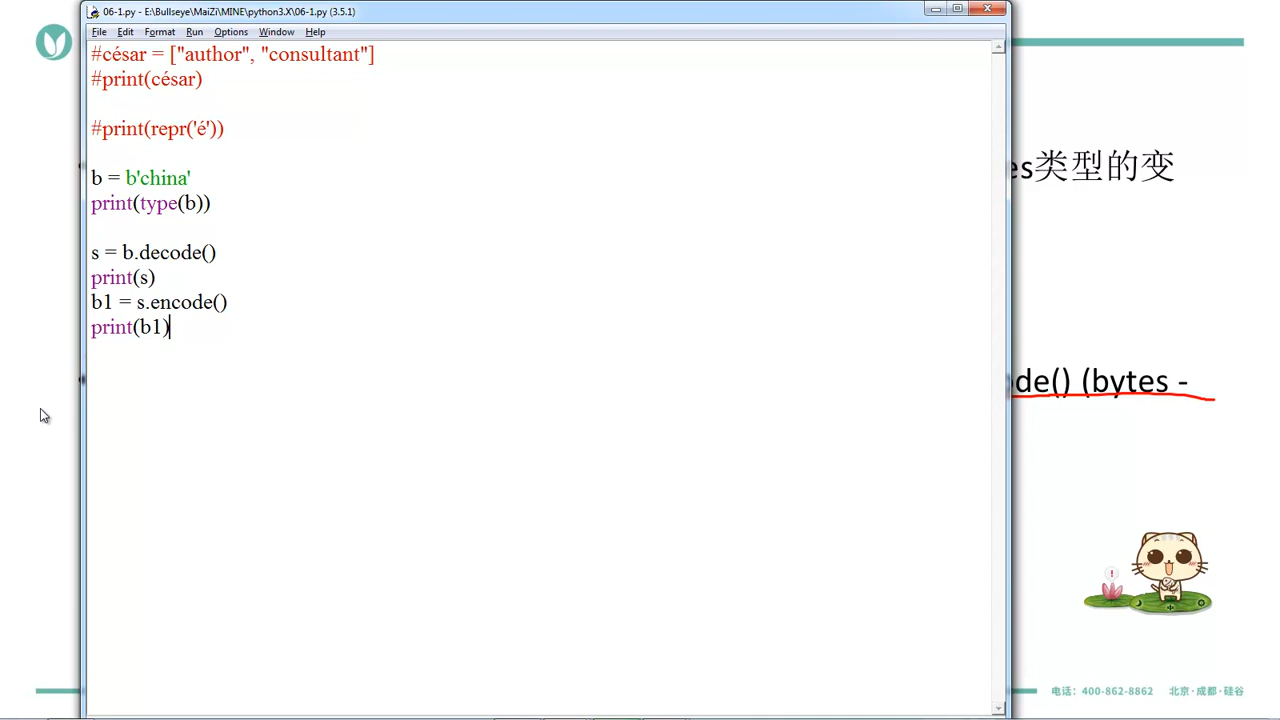 06-1.py - E:\Bullseye\MaiZi\MINE\python3.X\06-1.py (3.5.1)
File Edit Format Run Options Window Help
#césar = ["author", "consultant"]
#print(césar)
#print(repr('é'))
b = b'china'
print(type(b))
s = b.decode()
print(s)
b1 = s.encode()
print(b1)
es类型的变
ode() (bytes -
!
电话：400-862-8862 北京·成都·硅谷